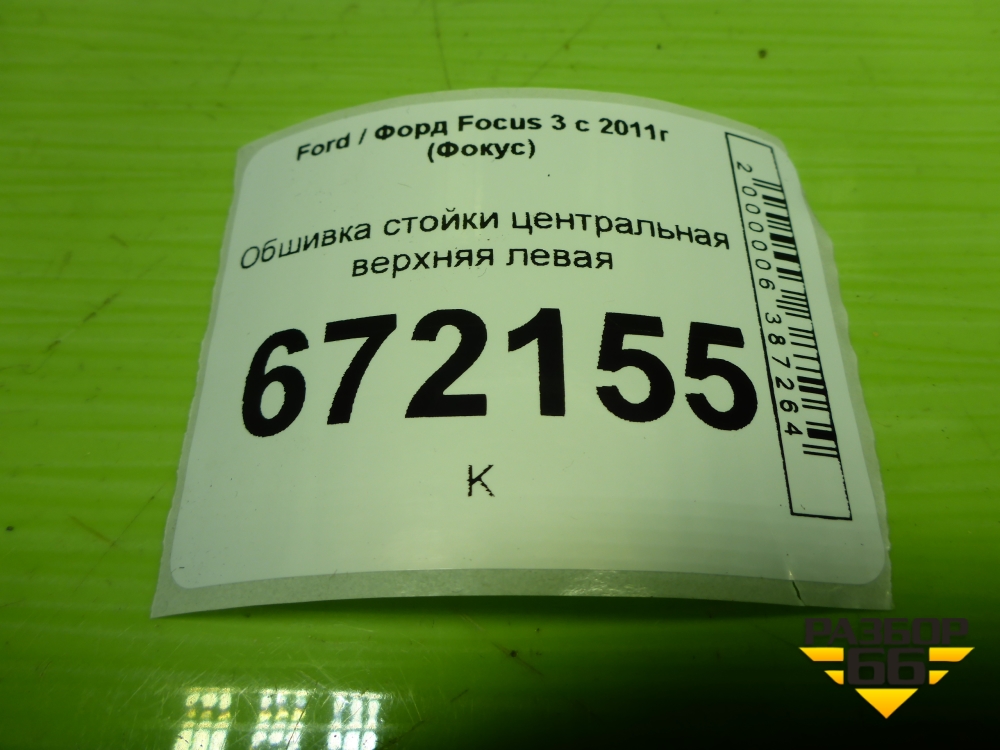 Ford / Форд Focus 3 с 2011г
(Фокус)
Обшивка стойки центральная
верхняя левая
672155
К
2000006387264
РАЗБОР
66